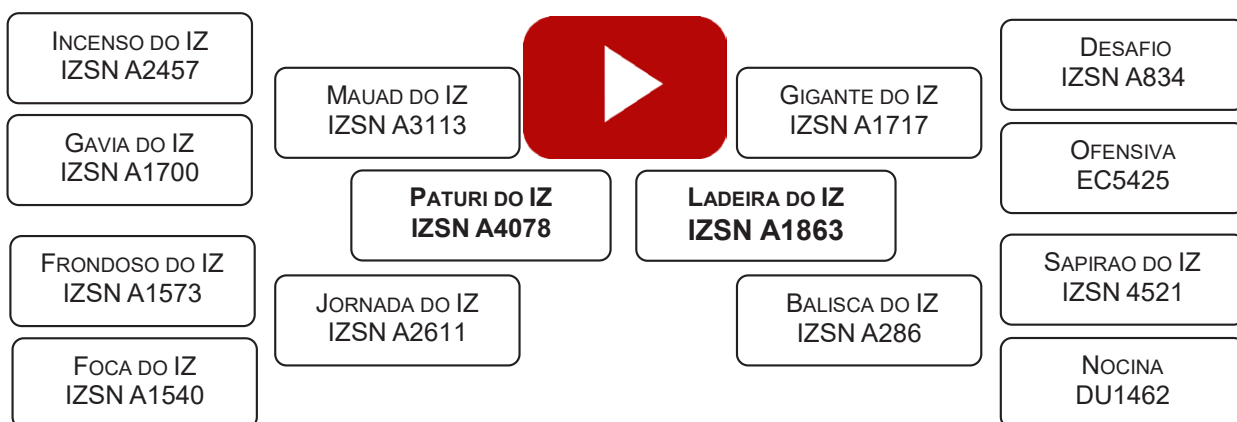 INCENSO DO IZ
IZSN A2457
GAVIA DO IZ
IZSN A1700
FRONDOSO DO IZ
IZSN A1573
FOCA DO IZ
IZSN A1540
MAUAD DO IZ
IZSN A3113
JORNADA DO IZ
IZSN A2611
PATURI DO IZ
IZSN A4078
LADEIRA DO IZ
IZSN A1863
GIGANTE DO IZ
IZSN A1717
BALISCA DO IZ
IZSN A286
DESAFIO
IZSN A834
OFENSIVA
EC5425
SAPIRAO DO IZ
IZSN 4521
NOCINA
DU1462